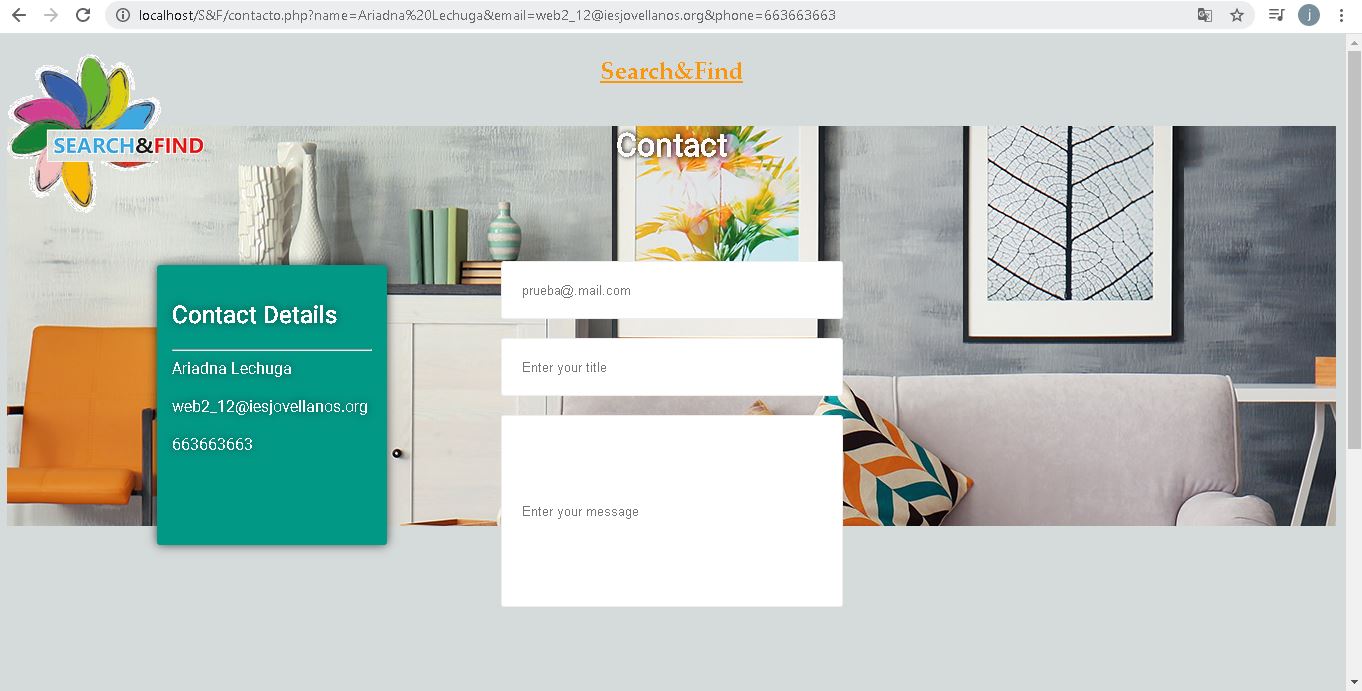 localhost/S&F/contacto.php?name=Ariadna%20Lechuga&email=web2_12@iesjovellanos.org&phone=663663663
j
Search&Find
SEARCH&FIND
Contact
prueba@.mail.com
Contact Details
Enter your title
Ariadna Lechuga
web2_12@iesjovellanos.org
663663663
Enter your message